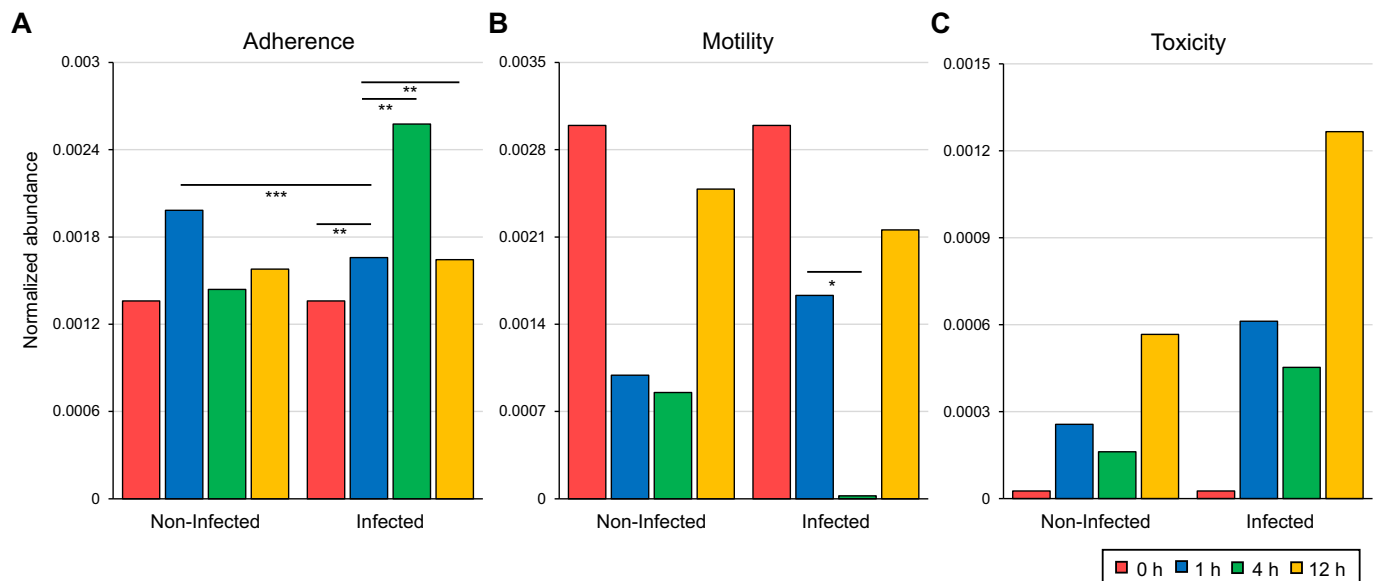 A
Adherence
Normalized abundance
0.003
0.0024
0.0018
0.0012
0.0006
0
**
**
***
**
Non-Infected
Infected
B
Motility
0.0035
0.0028
0.0021
0.0014
0.0007
0
*
Non-Infected
Infected
C
Toxicity
0.0015
0.0012
0.0009
0.0006
0.0003
0
Non-Infected
Infected
0 h 1 h 4 h 12 h